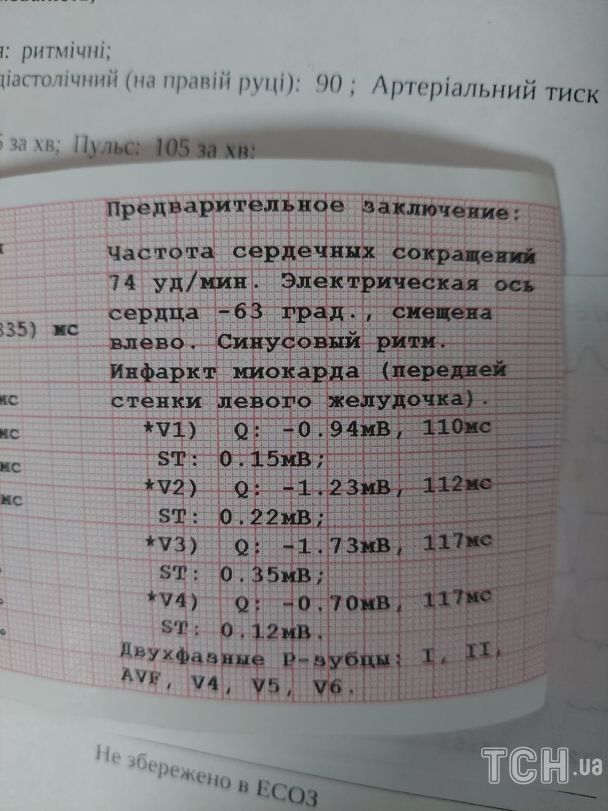 я: ритмічні;
діастолічний (на правій руці): 90 ; Артеріальний тиск
за хв; Пульс: 105 за хв;
Предварительное заключение:
Частота сердечных сокращений
74 уд/мин. Электрическая ось
сердца -63 град., смещена
335) мс влево. Синусовый ритм.
Инфаркт миокарда (передней
мс стенки левого желудочка).
мс *V1) Q: -0.94мВ, 110мс
мс ST: 0.15мВ;
мс *V2) Q: -1.23мВ, 112мс
ST: 0.22мВ;
*V3) Q: -1.73мВ, 117мс
ST: 0.35мВ;
*V4) Q: -0.70мВ, 117мс
ST: 0.12мВ.
Двухфазные P-зубцы: I, II,
AVF, V4, V5, V6.
Не збережено в ЕСОЗ
ТСН.ua